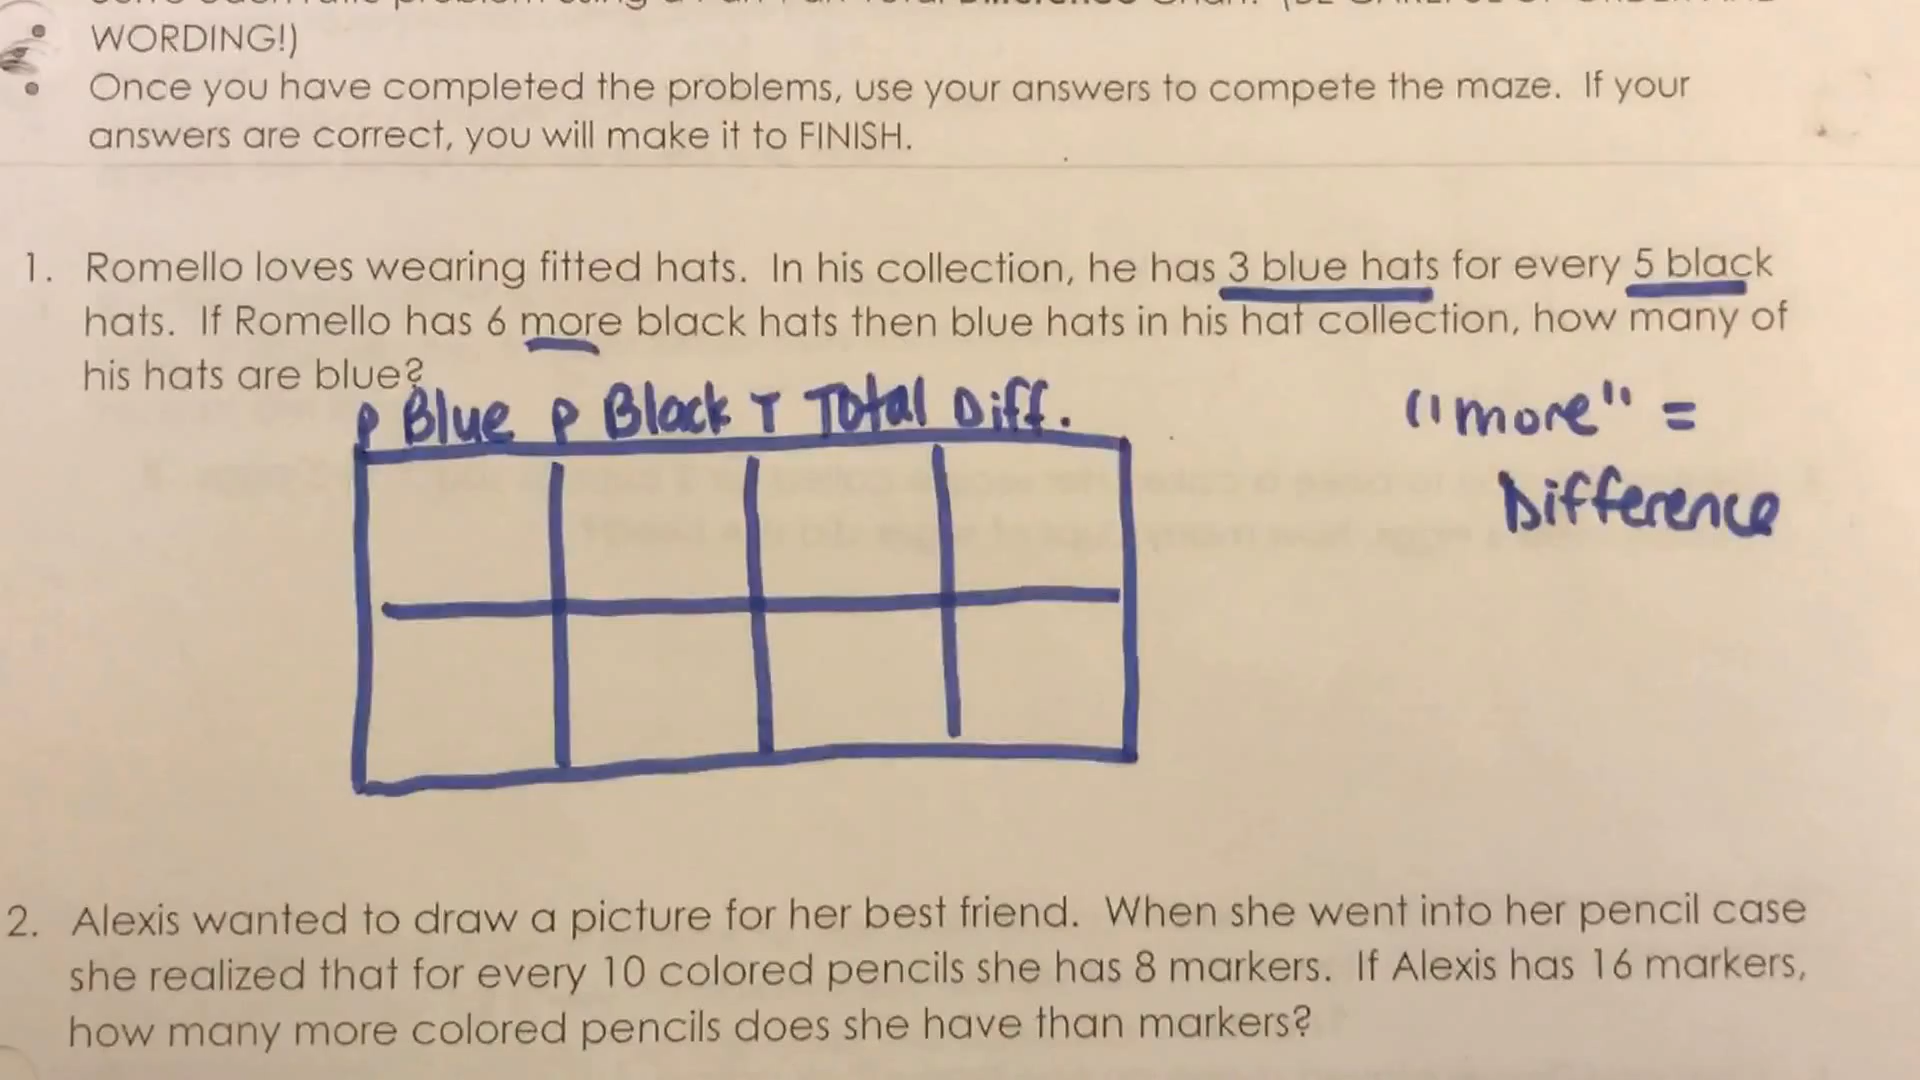 WORDING!)
Once you have completed the problems, use your answers to compete the maze. If your
answers are correct, you will make it to FINISH.
1. Romello loves wearing fitted hats. In his collection, he has 3 blue hats for every 5 black
hats. If Romello has 6 more black hats then blue hats in his hat collection, how many of
his hats are blue?
P Blue P Black T Total Diff.
"more" =
Difference
2. Alexis wanted to draw a picture for her best friend. When she went into her pencil case
she realized that for every 10 colored pencils she has 8 markers. If Alexis has 16 markers,
how many more colored pencils does she have than markers?